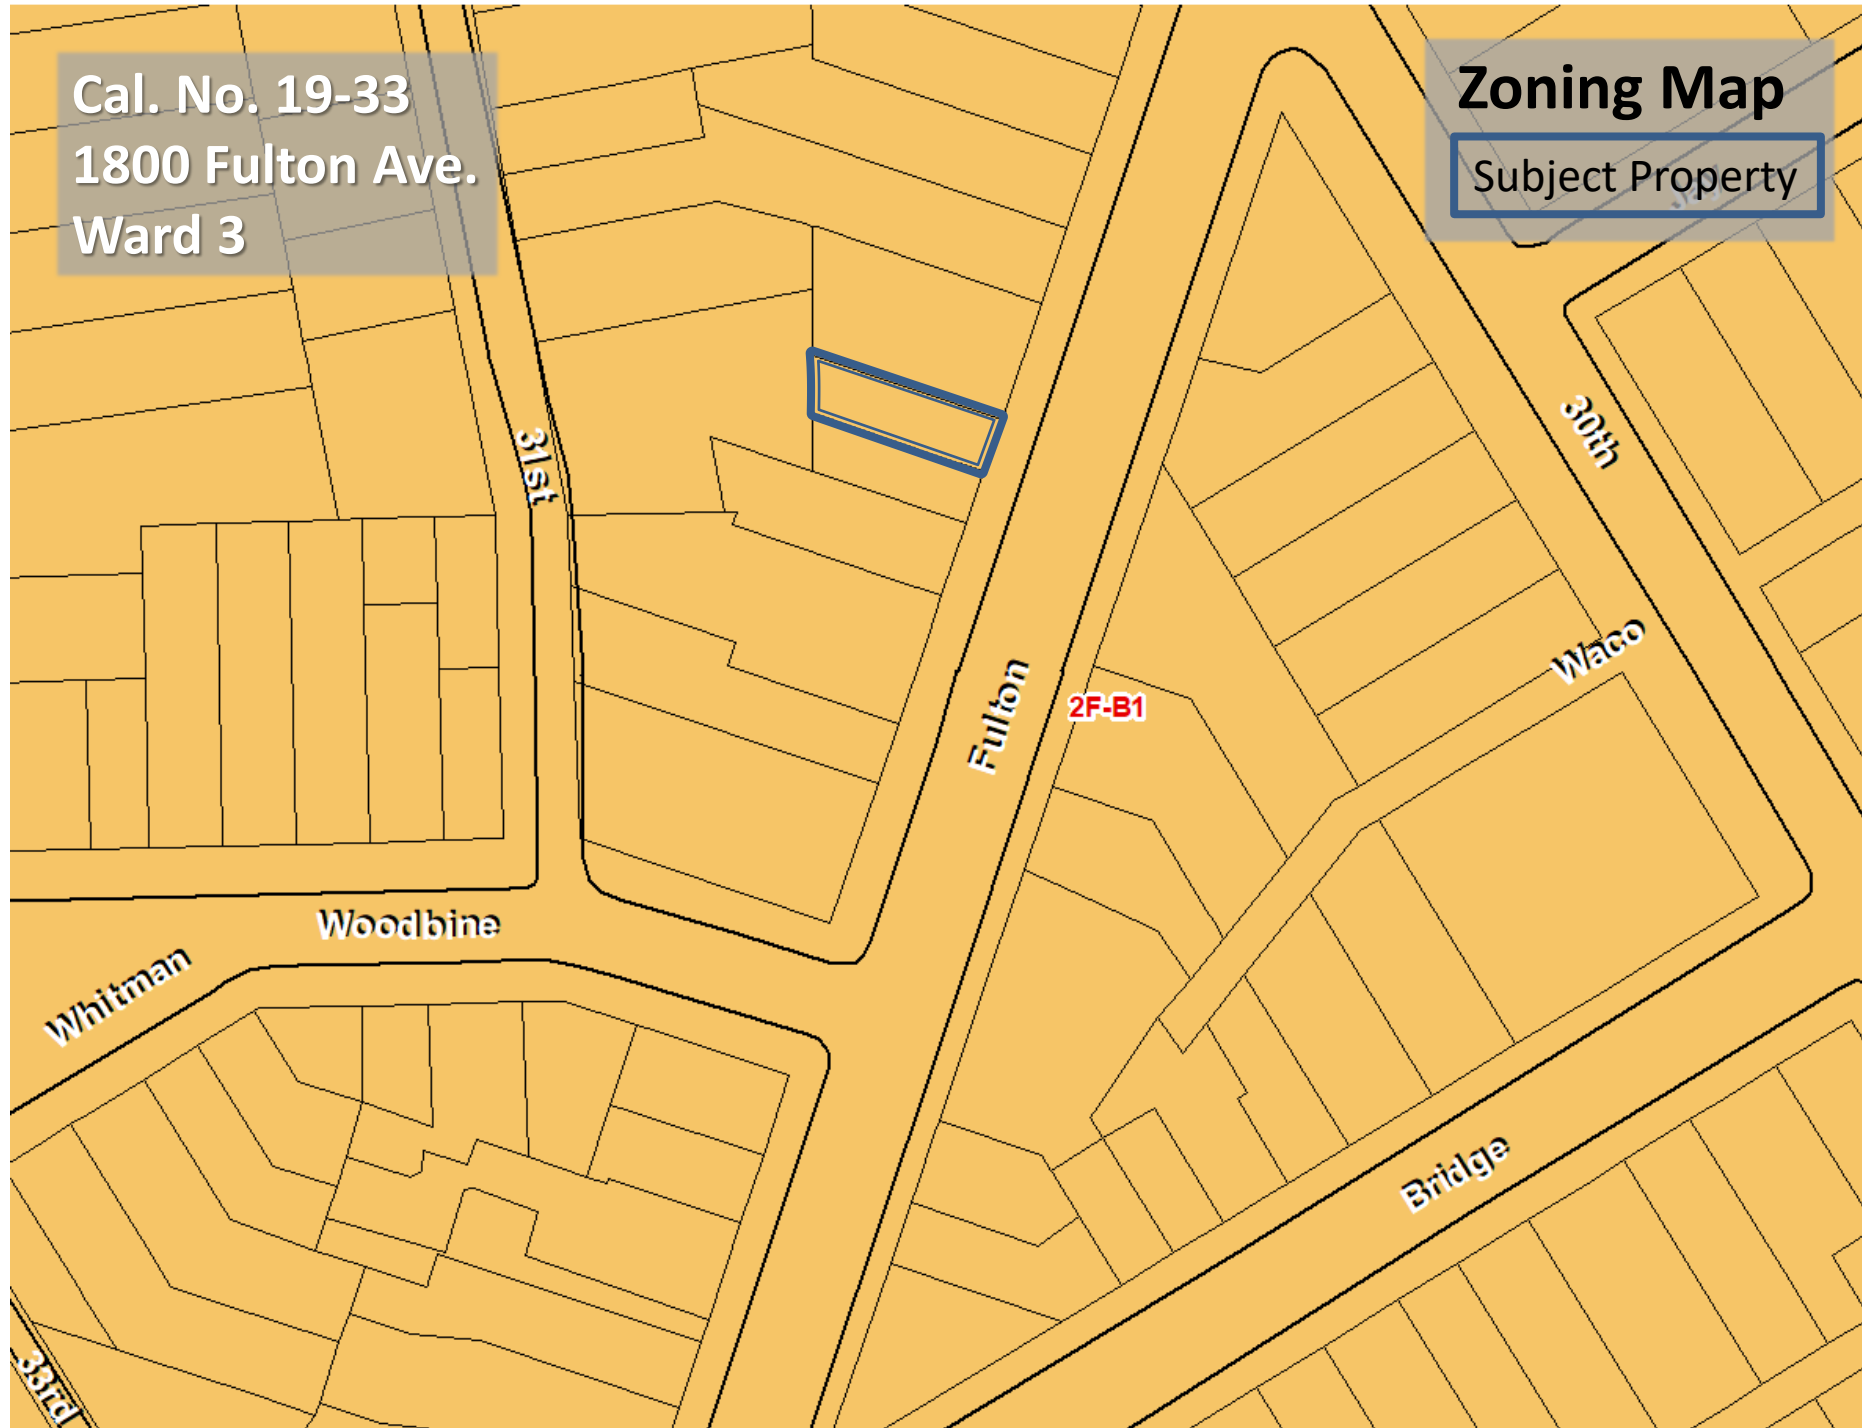 Cal. No. 19-33
1800 Fulton Ave.
Ward 3
Zoning Map
Subject Property
Jay
31st
30th
Waco
Fulton
2F-B1
Woodbine
Whitman
Bridge
33rd